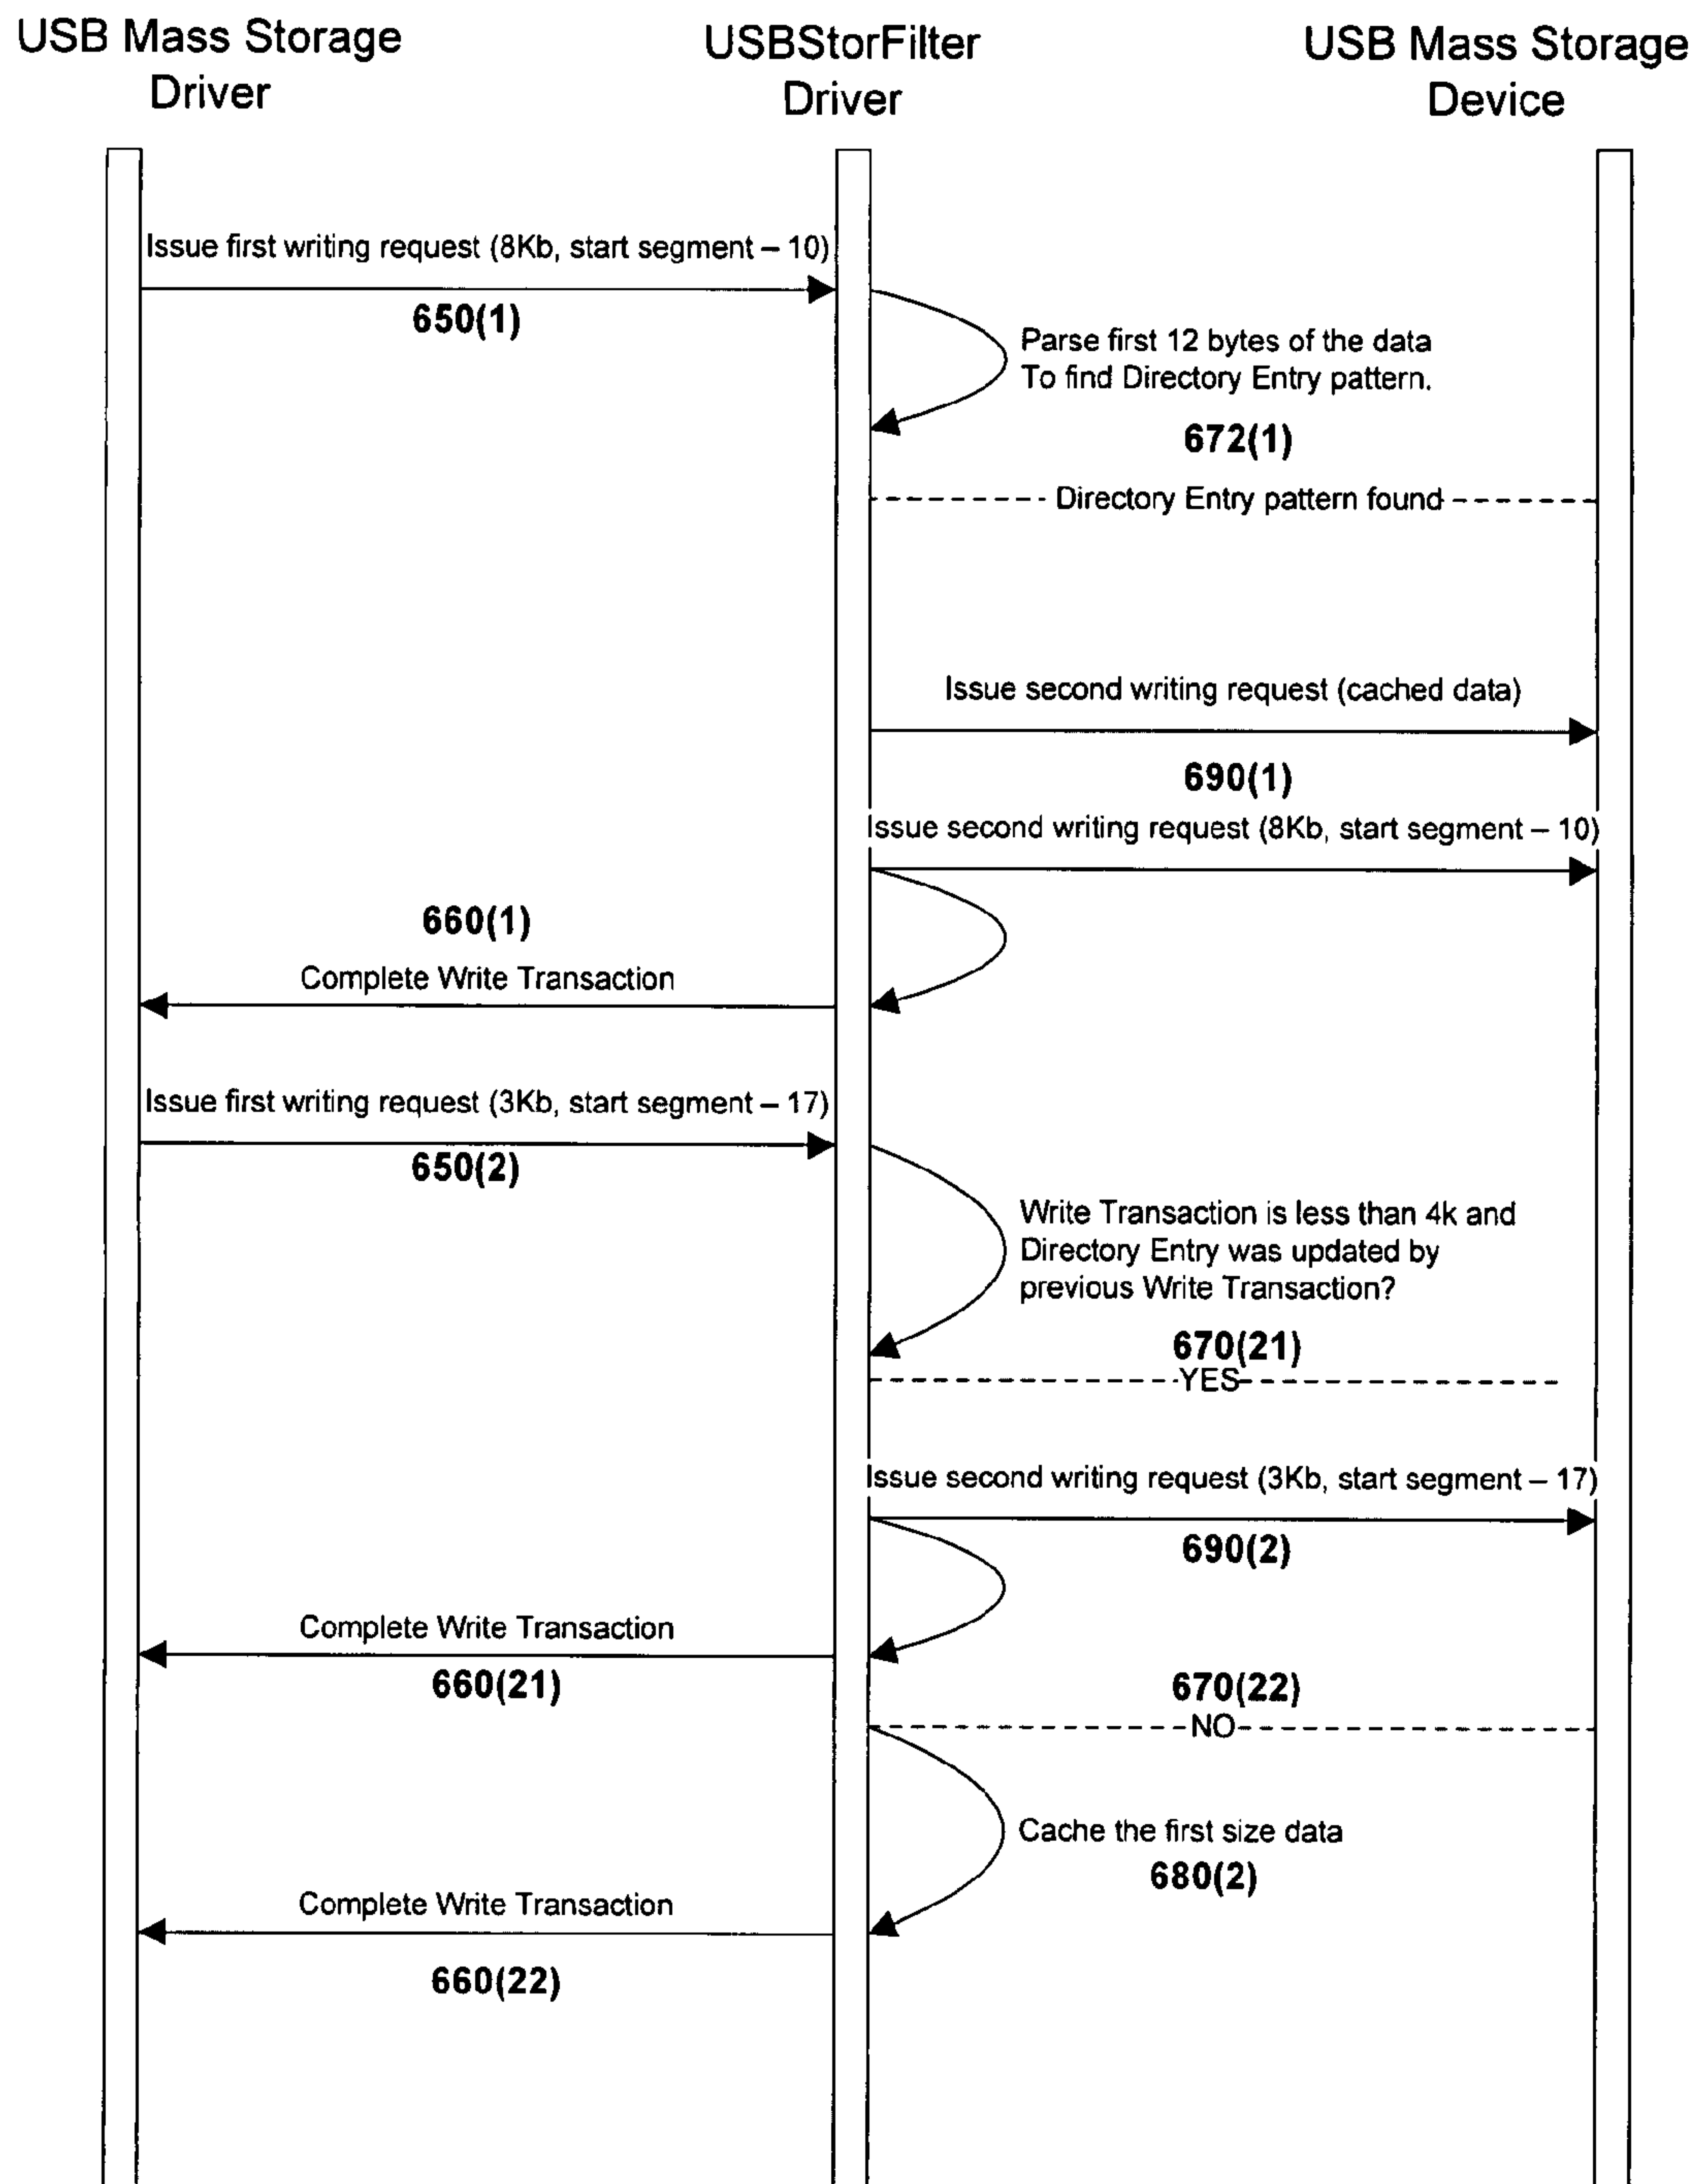 USB Mass Storage
Driver
USBStorFilter
Driver
USB Mass Storage
Device
Issue first writing request (8Kb, start segment – 10)
650(1)
Parse first 12 bytes of the data
To find Directory Entry pattern.
672(1)
Directory Entry pattern found
Issue second writing request (cached data)
690(1)
Issue second writing request (8Kb, start segment – 10)
660(1)
Complete Write Transaction
Issue first writing request (3Kb, start segment – 17)
650(2)
Write Transaction is less than 4k and
Directory Entry was updated by
previous Write Transaction?
670(21)
YES
Issue second writing request (3Kb, start segment – 17)
690(2)
Complete Write Transaction
660(21)
670(22)
NO
Cache the first size data
680(2)
Complete Write Transaction
660(22)